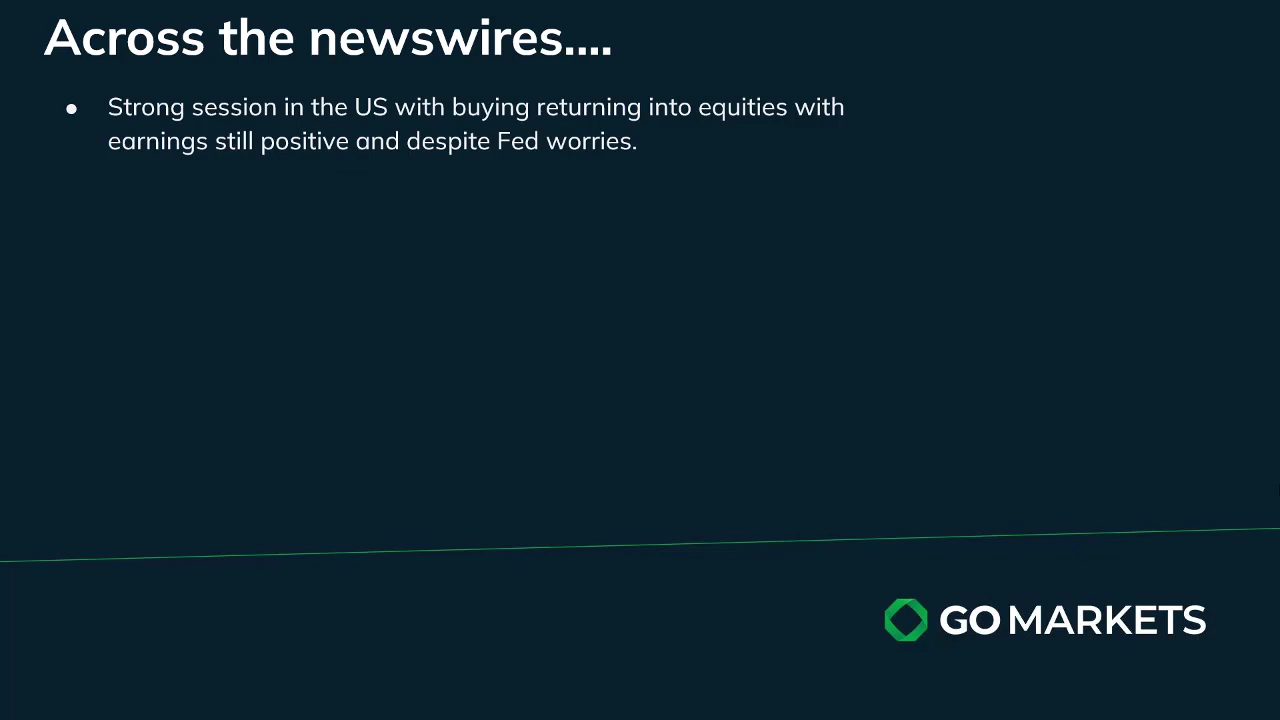 Across the newswires....
● Strong session in the US with buying returning into equities with
earnings still positive and despite Fed worries.
GO MARKETS